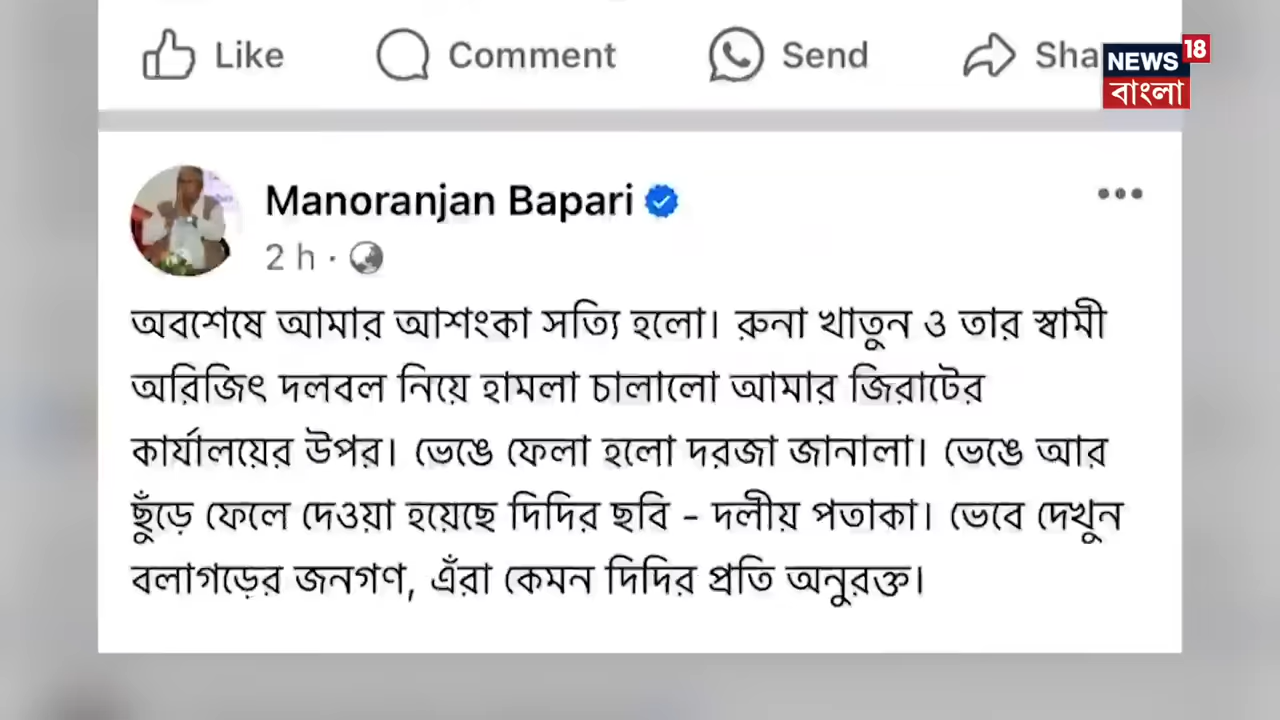 Like Comment Send Sha
NEWS 18
বাংলা
Manoranjan Bapari
2 h ·
অবশেষে আমার আশংকা সত্যি হলো। রুনা খাতুন ও তার স্বামী
অরিজিৎ দলবল নিয়ে হামলা চালালো আমার জিরাটের
কার্যালয়ের উপর। ভেঙে ফেলা হলো দরজা জানালা। ভেঙে আর
ছুঁড়ে ফেলে দেওয়া হয়েছে দিদির ছবি - দলীয় পতাকা। ভেবে দেখুন
বলাগড়ের জনগণ, এঁরা কেমন দিদির প্রতি অনুরক্ত।